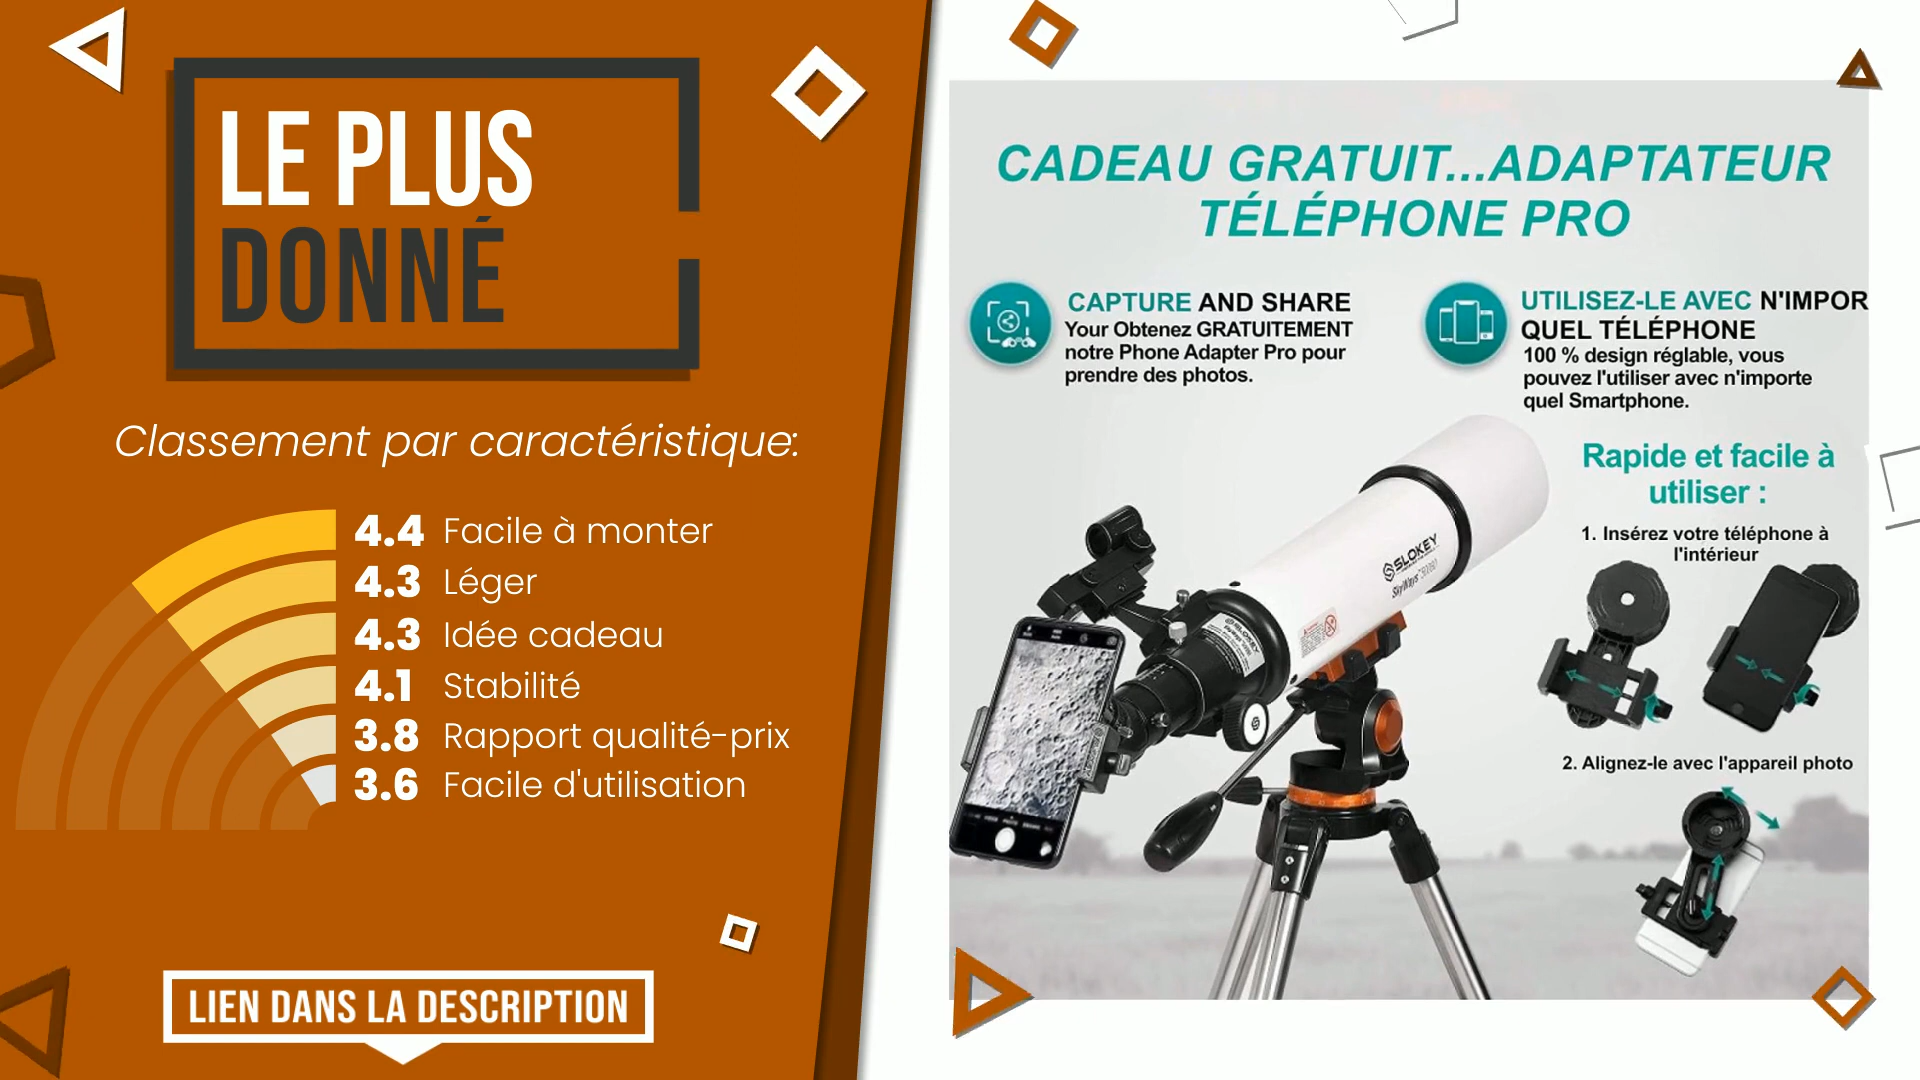 LE PLUS
DONNÉ
Classement par caractéristique:
4.4 Facile à monter
4.3 Léger
4.3 Idée cadeau
4.1 Stabilité
3.8 Rapport qualité-prix
3.6 Facile d'utilisation
LIEN DANS LA DESCRIPTION
CADEAU GRATUIT...ADAPTATEUR
TÉLÉPHONE PRO
CAPTURE AND SHARE
Your Obtenez GRATUITEMENT
notre Phone Adapter Pro pour
prendre des photos.
UTILISEZ-LE AVEC N'IMPOR
QUEL TÉLÉPHONE
100 % design réglable, vous
pouvez l'utiliser avec n'importe
quel Smartphone.
Rapide et facile à
utiliser :
1. Insérez votre téléphone à
l'intérieur
2. Alignez-le avec l'appareil photo
SLOKEY
SkyWays
SLOKEY